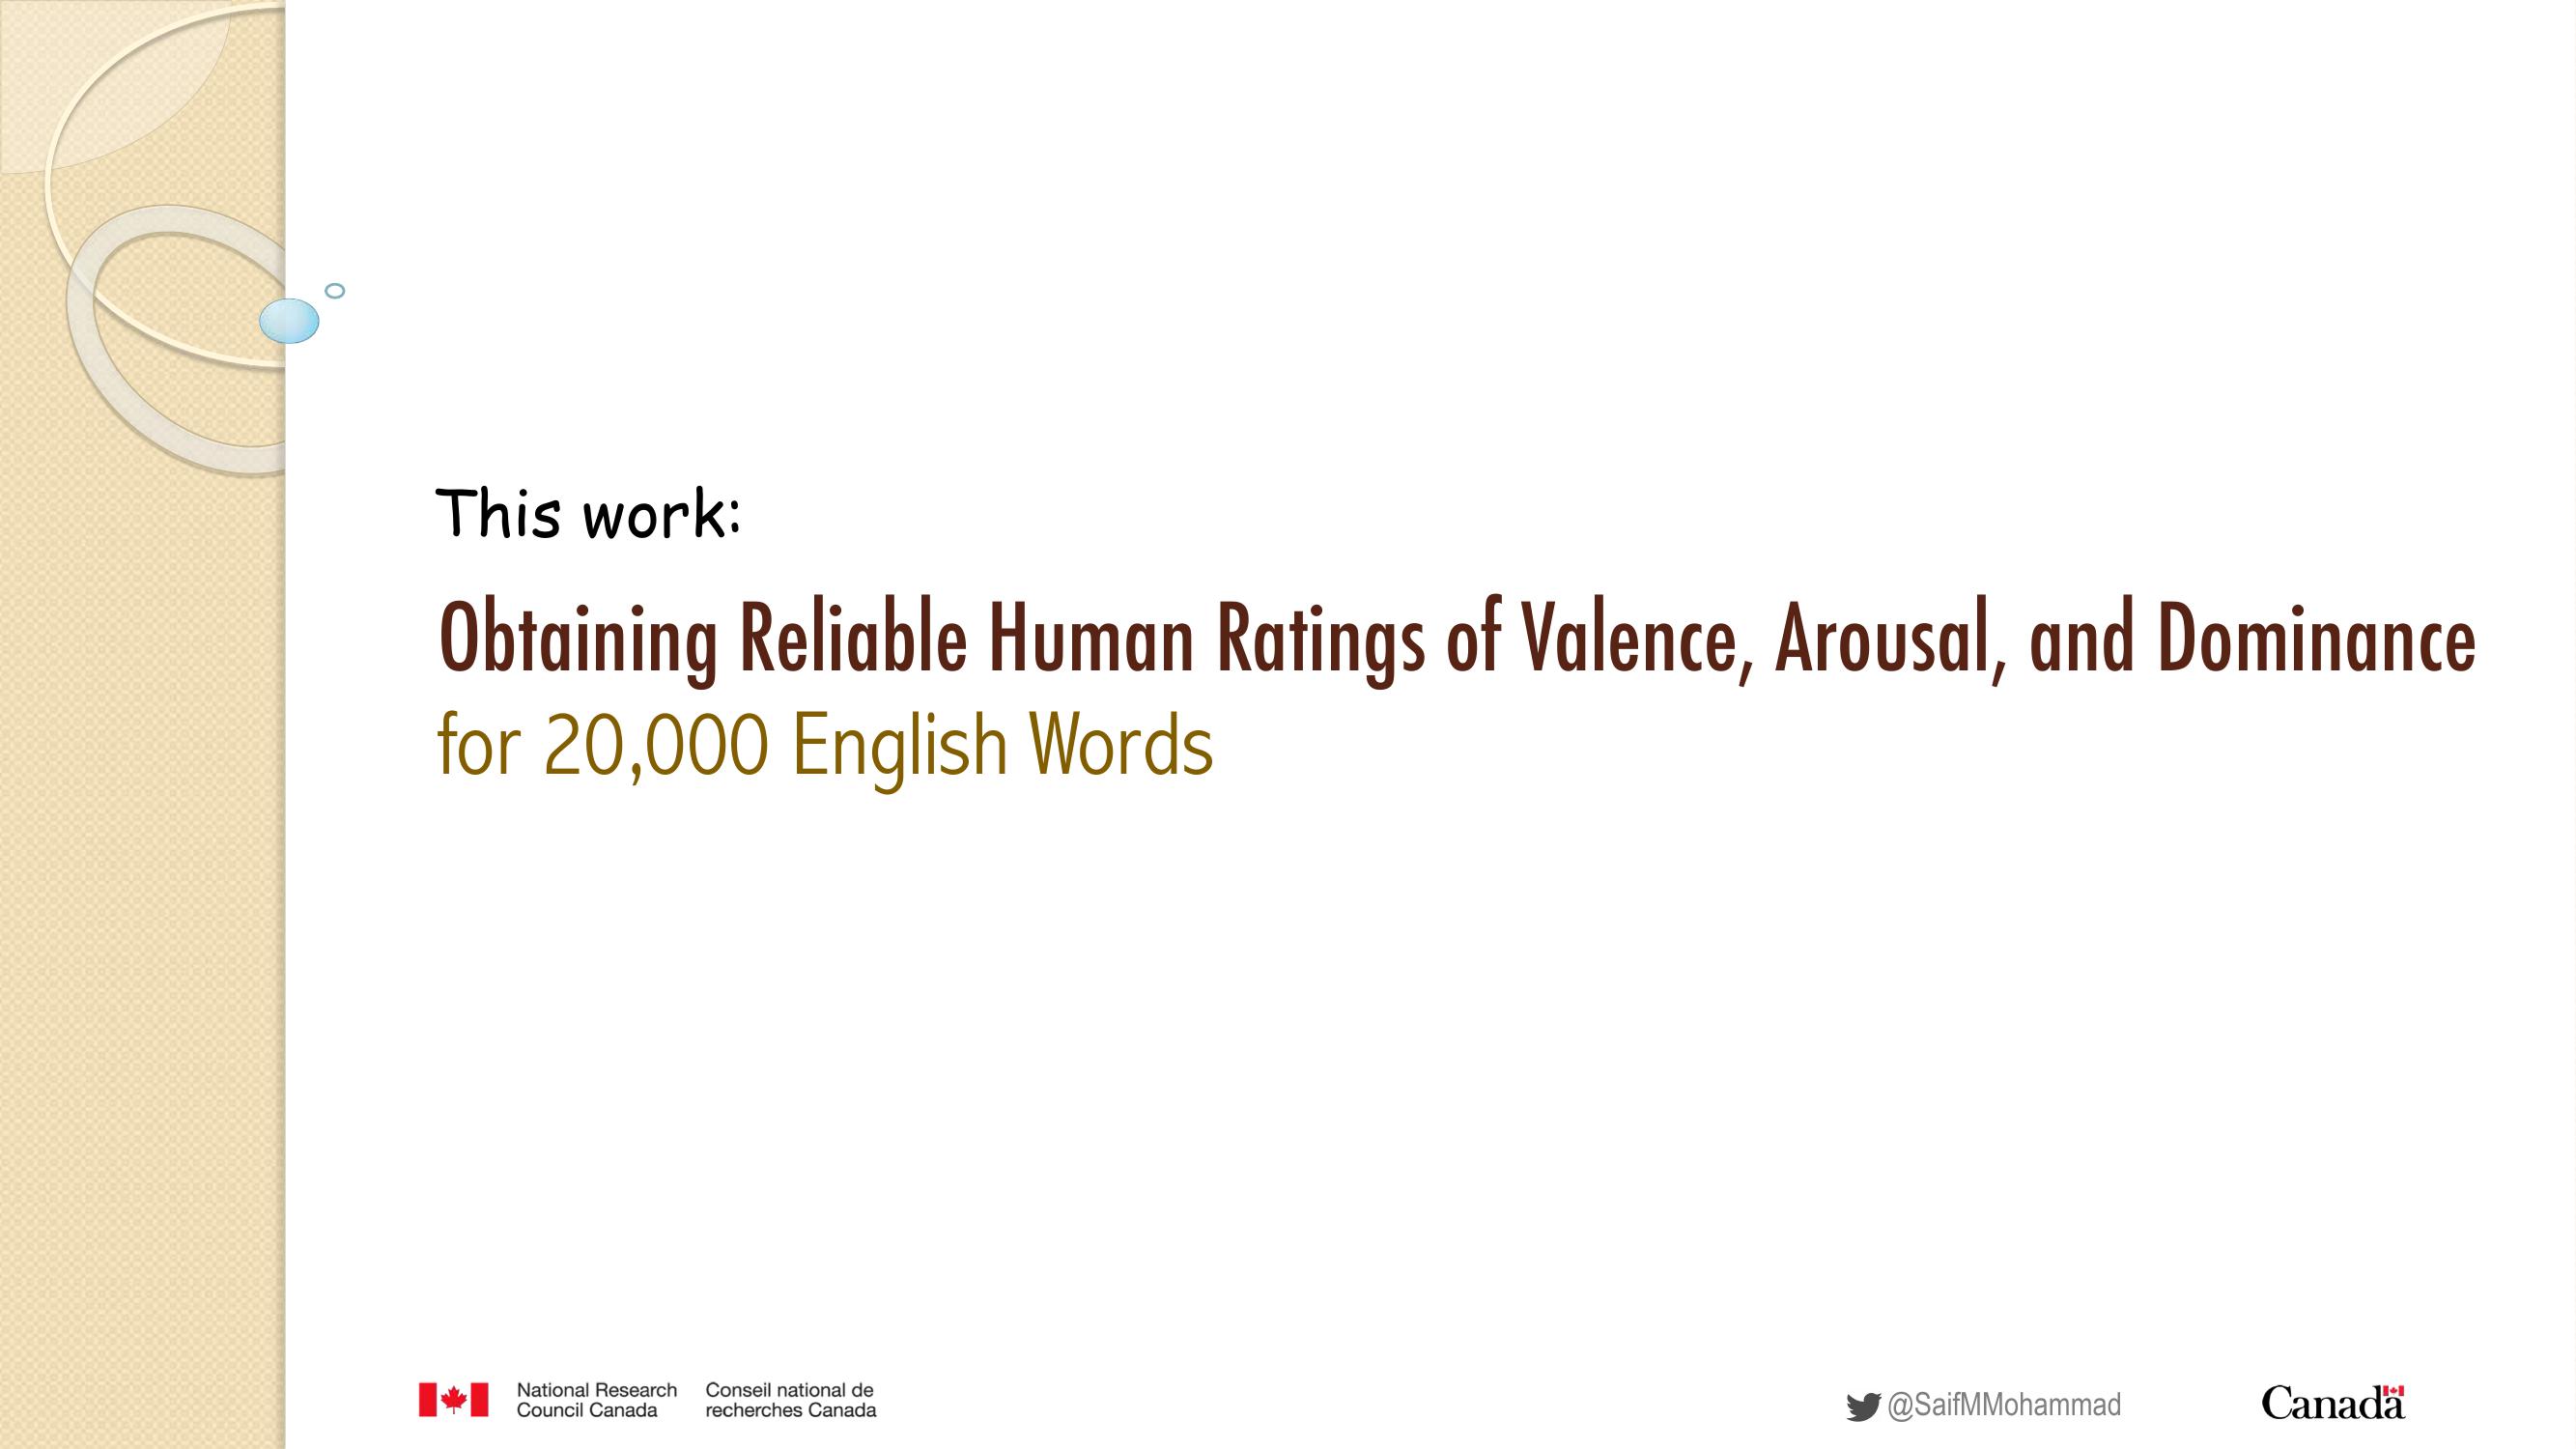 This work:
Obtaining Reliable Human Ratings of Valence, Arousal, and Dominance
for 20,000 English Words
National Research Council Canada
Conseil national de recherches Canada
@SaifMMohammad
Canada